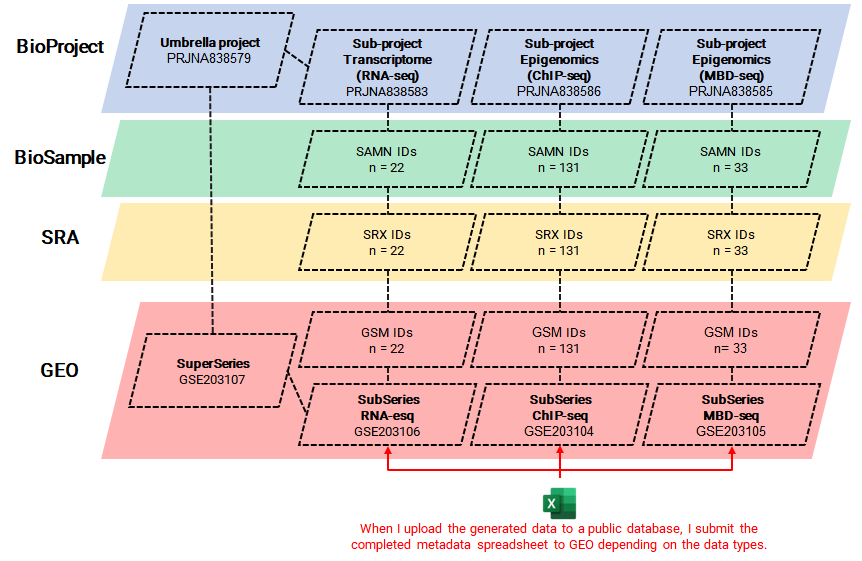 BioProject
Umbrella project
PRJNA838579
Sub-project
Transcriptome
(RNA-seq)
PRJNA838583
Sub-project
Epigenomics
(ChIP-seq)
PRJNA838586
Sub-project
Epigenomics
(MBD-seq)
PRJNA838585
BioSample
SAMN IDs
n = 22
SAMN IDs
n = 131
SAMN IDs
n = 33
SRA
SRX IDs
n = 22
SRX IDs
n = 131
SRX IDs
n = 33
GEO
SuperSeries
GSE203107
GSM IDs
n = 22
GSM IDs
n = 131
GSM IDs
n= 33
SubSeries
RNA-esq
GSE203106
SubSeries
ChIP-seq
GSE203104
SubSeries
MBD-seq
GSE203105
X
When I upload the generated data to a public database, I submit the
completed metadata spreadsheet to GEO depending on the data types.